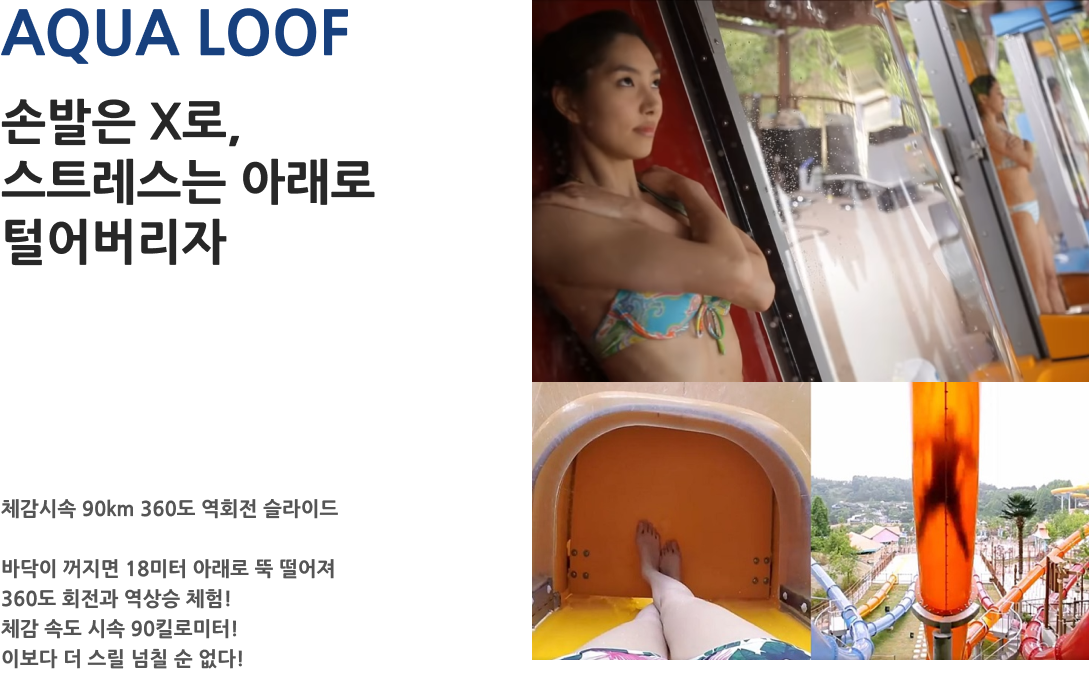 AQUA LOOF
손발은 X로,
스트레스는 아래로
털어버리자
체감시속 90km 360도 역회전 슬라이드
바닥이 꺼지면 18미터 아래로 뚝 떨어져
360도 회전과 역상승 체험!
체감 속도 시속 90킬로미터!
이보다 더 스릴 넘칠 순 없다!